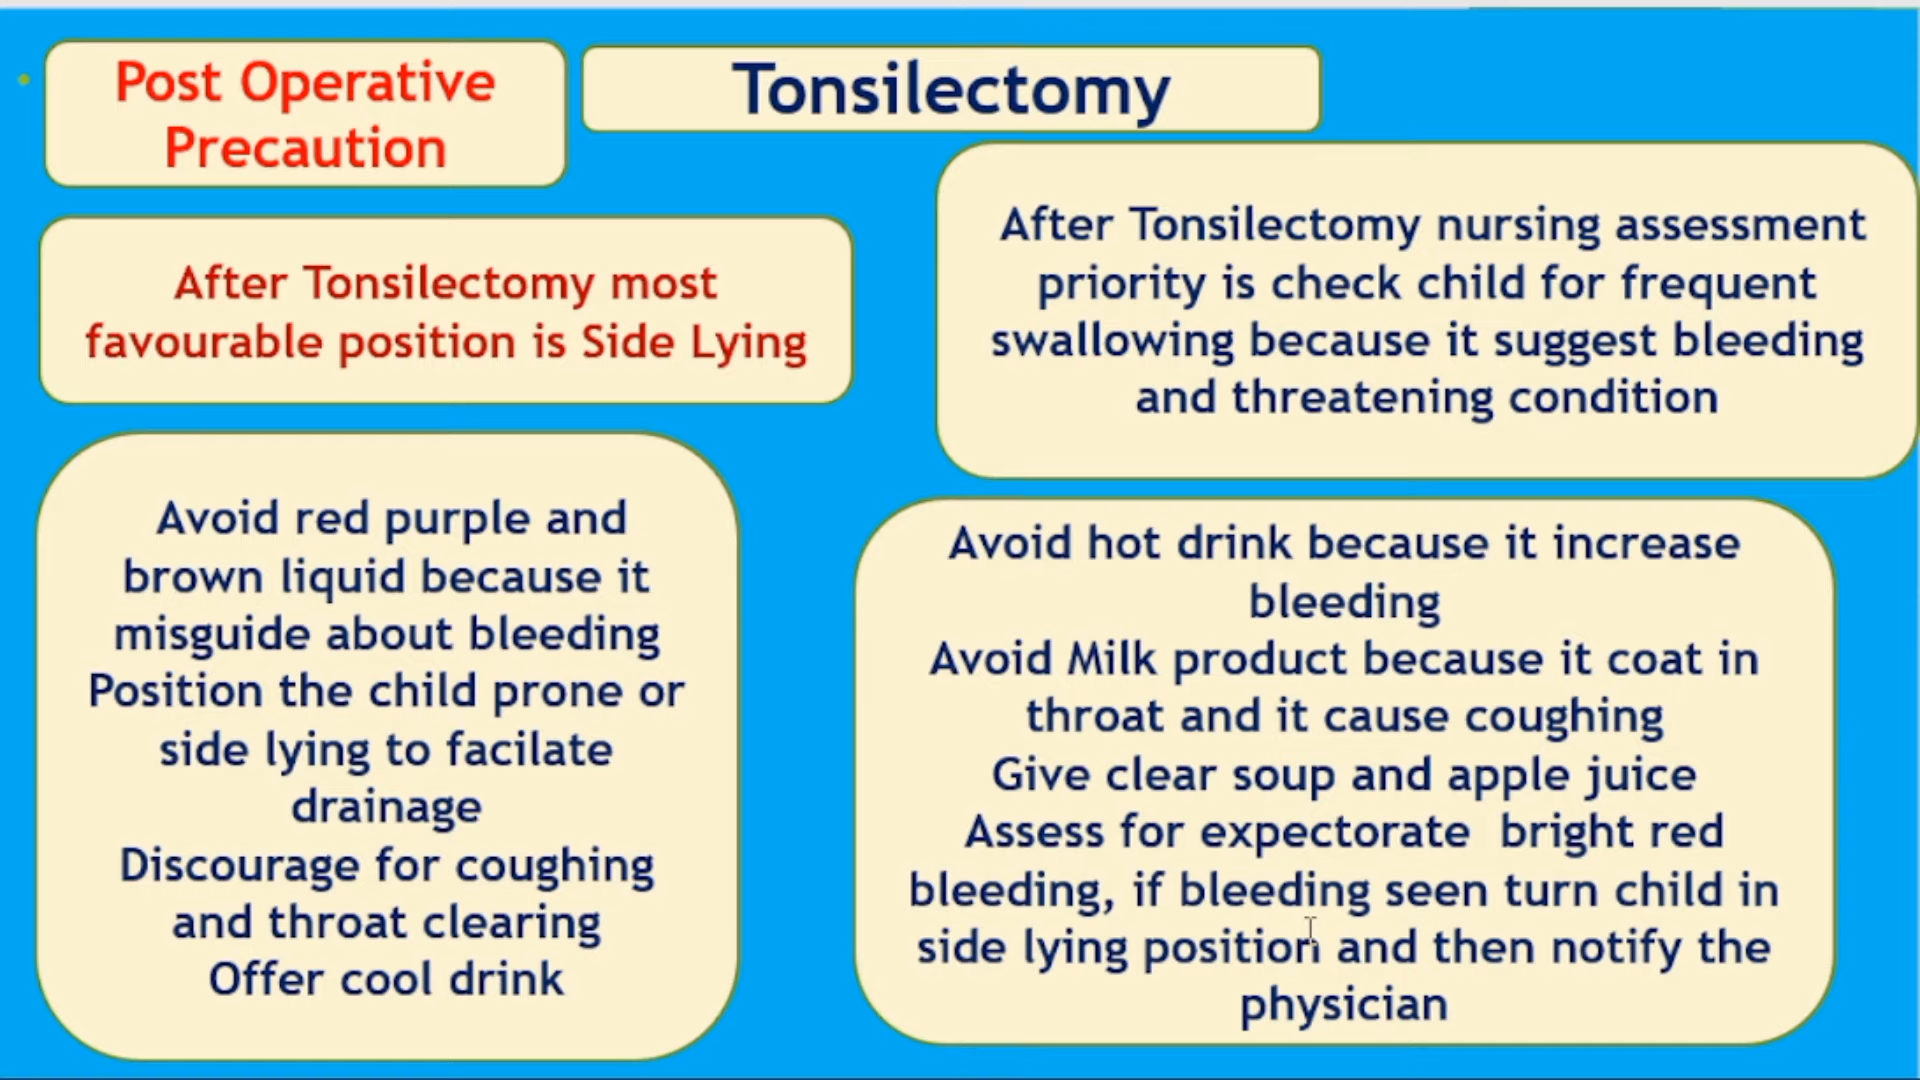 Post Operative
Precaution
Tonsilectomy
After Tonsilectomy most
favourable position is Side Lying
After Tonsilectomy nursing assessment
priority is check child for frequent
swallowing because it suggest bleeding
and threatening condition
Avoid red purple and
brown liquid because it
misguide about bleeding
Position the child prone or
side lying to facilate
drainage
Discourage for coughing
and throat clearing
Offer cool drink
Avoid hot drink because it increase
bleeding
Avoid Milk product because it coat in
throat and it cause coughing
Give clear soup and apple juice
Assess for expectorate bright red
bleeding, if bleeding seen turn child in
side lying position and then notify the
physician